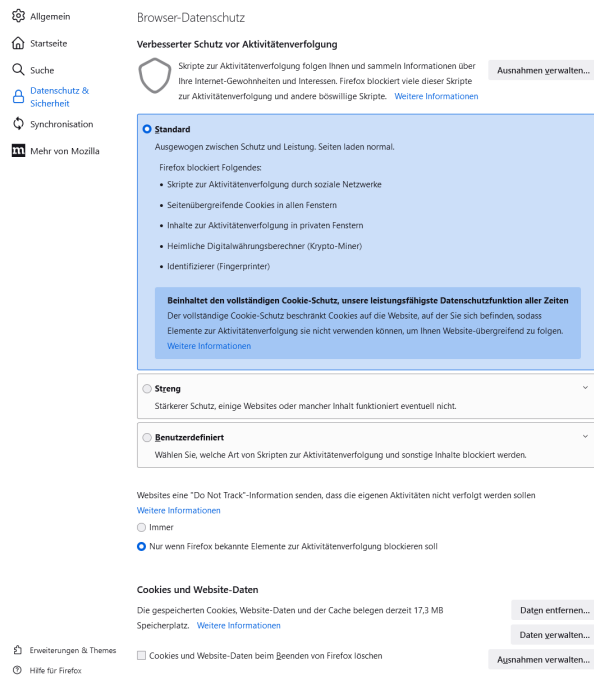 Allgemein
Startseite
Suche
Datenschutz &
Sicherheit
Synchronisation
m Mehr von Mozilla
Erweiterungen & Themes
Hilfe für Firefox
Browser-Datenschutz
Verbesserter Schutz vor Aktivitätenverfolgung
Skripte zur Aktivitätenverfolgung folgen Ihnen und sammeln Informationen über
Ihre Internet-Gewohnheiten und Interessen. Firefox blockiert viele dieser Skripte
zur Aktivitätenverfolgung und andere böswillige Skripte. Weitere Informationen
Ausnahmen verwalten...
Standard
Ausgewogen zwischen Schutz und Leistung. Seiten laden normal.
Firefox blockiert Folgendes:
• Skripte zur Aktivitätenverfolgung durch soziale Netzwerke
• Seitenübergreifende Cookies in allen Fenstern
• Inhalte zur Aktivitätenverfolgung in privaten Fenstern
• Heimliche Digitalwährungsberechner (Krypto-Miner)
• Identifizierer (Fingerprinter)
Beinhaltet den vollständigen Cookie-Schutz, unsere leistungsfähigste Datenschutzfunktion aller Zeiten
Der vollständige Cookie-Schutz beschränkt Cookies auf die Website, auf der Sie sich befinden, sodass
Elemente zur Aktivitätenverfolgung sie nicht verwenden können, um Ihnen Website-übergreifend zu folgen.
Weitere Informationen
Streng
Stärkerer Schutz, einige Websites oder mancher Inhalt funktioniert eventuell nicht.
Benutzerdefiniert
Wählen Sie, welche Art von Skripten zur Aktivitätenverfolgung und sonstige Inhalte blockiert werden.
Websites eine "Do Not Track"-Information senden, dass die eigenen Aktivitäten nicht verfolgt werden sollen
Weitere Informationen
Immer
Nur wenn Firefox bekannte Elemente zur Aktivitätenverfolgung blockieren soll
Cookies und Website-Daten
Die gespeicherten Cookies, Website-Daten und der Cache belegen derzeit 17,3 MB
Speicherplatz. Weitere Informationen
Daten entfernen...
Daten verwalten...
Cookies und Website-Daten beim Beenden von Firefox löschen
Ausnahmen verwalten...